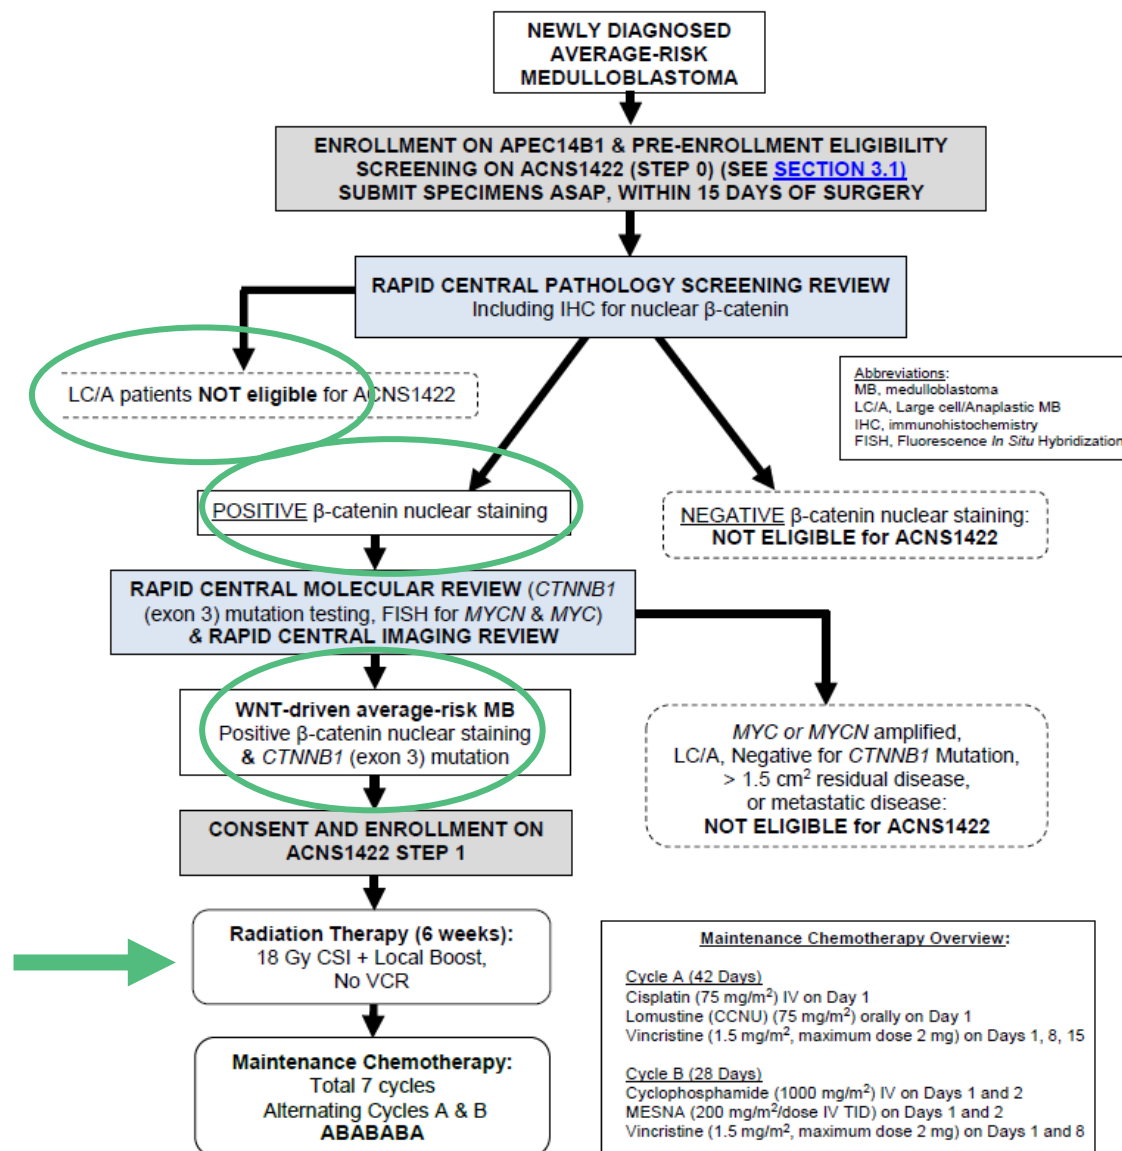 NEWLY DIAGNOSED
AVERAGE-RISK
MEDULLOBLASTOMA
ENROLLMENT ON APEC14B1 & PRE-ENROLLMENT ELIGIBILITY
SCREENING ON ACNS1422 (STEP 0) (SEE SECTION 3.1)
SUBMIT SPECIMENS ASAP, WITHIN 15 DAYS OF SURGERY
RAPID CENTRAL PATHOLOGY SCREENING REVIEW
Including IHC for nuclear β-catenin
LC/A patients NOT eligible for ACNS1422
Abbreviations:
MB, medulloblastoma
LC/A, Large cell/Anaplastic MB
IHC, immunohistochemistry
FISH, Fluorescence In Situ Hybridization
POSITIVE β-catenin nuclear staining
NEGATIVE β-catenin nuclear staining:
NOT ELIGIBLE for ACNS1422
RAPID CENTRAL MOLECULAR REVIEW (CTNNB1
(exon 3) mutation testing, FISH for MYCN & MYC)
& RAPID CENTRAL IMAGING REVIEW
WNT-driven average-risk MB
Positive β-catenin nuclear staining
& CTNNB1 (exon 3) mutation
MYC or MYCN amplified,
LC/A, Negative for CTNNB1 Mutation,
> 1.5 cm² residual disease,
or metastatic disease:
NOT ELIGIBLE for ACNS1422
CONSENT AND ENROLLMENT ON
ACNS1422 STEP 1
Radiation Therapy (6 weeks):
18 Gy CSI + Local Boost,
No VCR
Maintenance Chemotherapy:
Total 7 cycles
Alternating Cycles A & B
ABABABA
Maintenance Chemotherapy Overview:
Cycle A (42 Days)
Cisplatin (75 mg/m²) IV on Day 1
Lomustine (CCNU) (75 mg/m²) orally on Day 1
Vincristine (1.5 mg/m², maximum dose 2 mg) on Days 1, 8, 15
Cycle B (28 Days)
Cyclophosphamide (1000 mg/m²) IV on Days 1 and 2
MESNA (200 mg/m²/dose IV TID) on Days 1 and 2
Vincristine (1.5 mg/m², maximum dose 2 mg) on Days 1 and 8